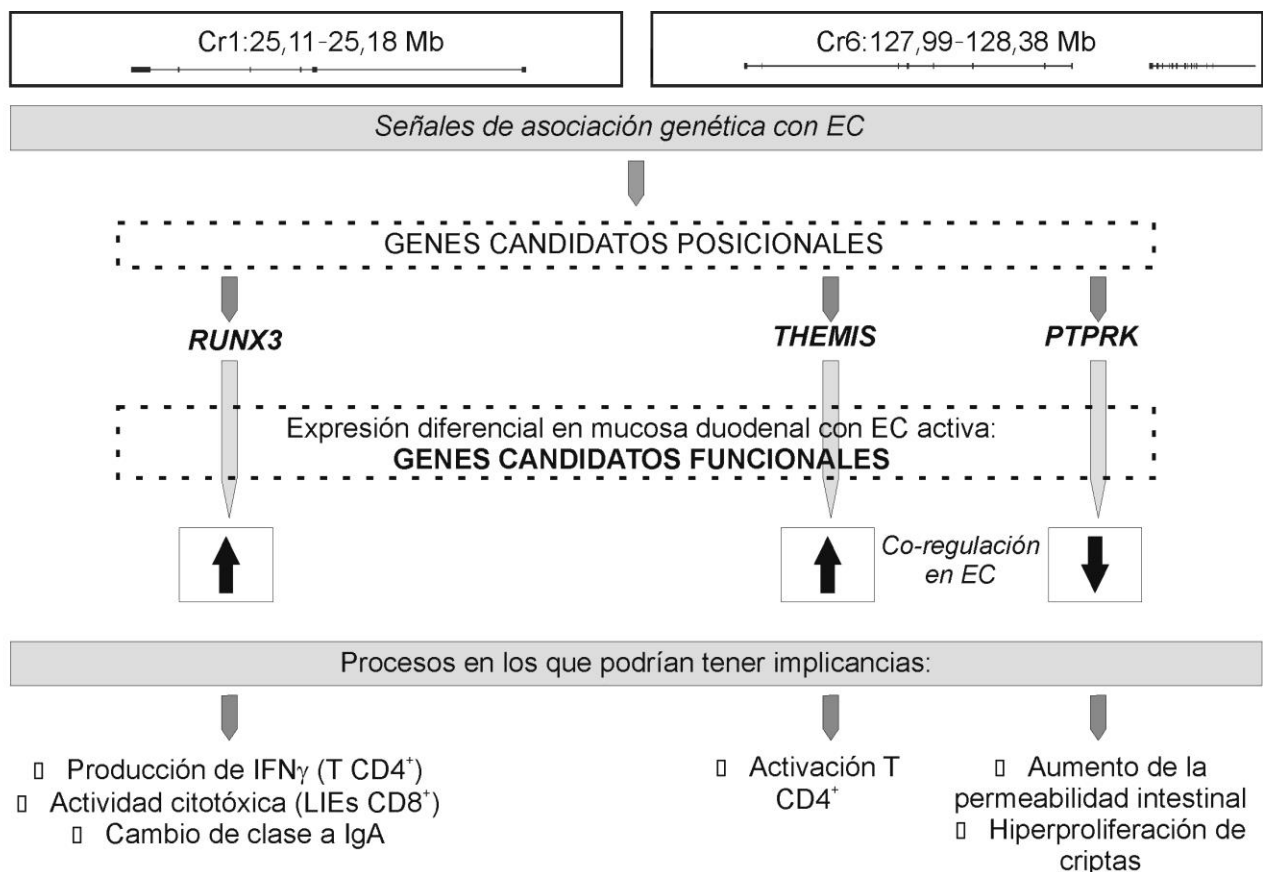 Cr1:25,11-25,18 Mb
Cr6:127,99-128,38 Mb
Señales de asociación genética con EC
GENES CANDIDATOS POSICIONALES
RUNX3
THEMIS
PTPRK
Expresión diferencial en mucosa duodenal con EC activa:
GENES CANDIDATOS FUNCIONALES
Co-regulación
en EC
Procesos en los que podrían tener implicancias:
▯ Producción de IFNγ (T CD4⁺)
▯ Actividad citotóxica (LIEs CD8⁺)
▯ Cambio de clase a IgA
▯ Activación T
CD4⁺
▯ Aumento de la
permeabilidad intestinal
▯ Hiperproliferación de
criptas